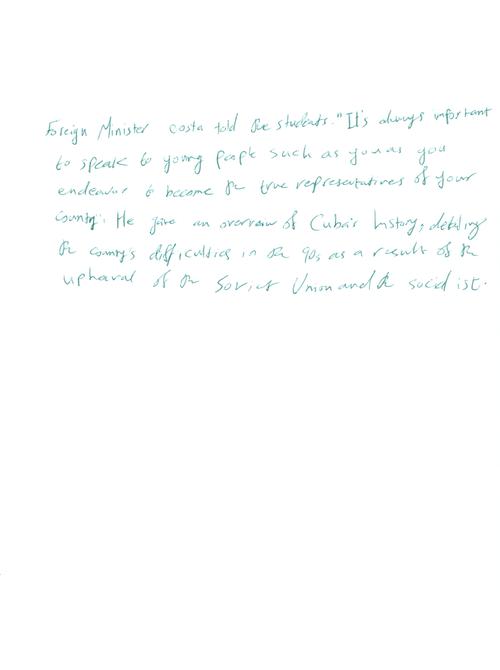 Foreign Minister costa told the students. "It's always important
to speak to young people such as you as you
endeavor to become the true representatives of your
country". He gave an overview of Cuba's history, detailing
the country's difficulties in the 90s as a result of the
upheaval of the Soviet Union and the socialist.